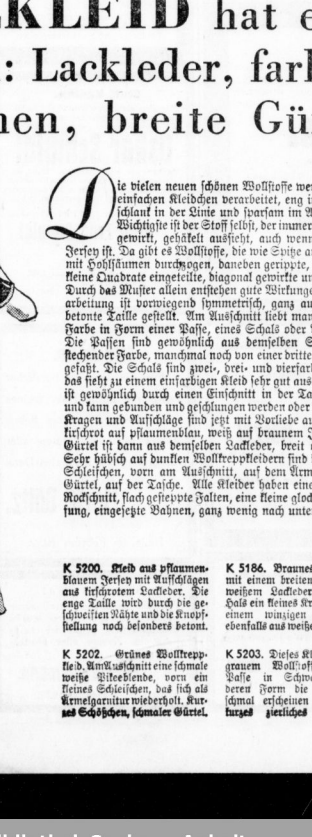 KLEID hat e
: Lackleder, far
en, breite Gü
Die vielen neuen schönen Wollstoffe wer
einfachen Kleidchen verarbeitet, eng i
schlank in der Linie und sparsam im A
Wichtigste ist der Stoff selbst, der immer
gewirkt, gehäkelt aussieht, auch wenn
Jersey ist. Da gibt es Wollstoffe, die wie Spitze a
mit Hohlsäumen durchzogen, daneben gerippte,
kleine Quadrate eingeteilte, diagonal gewirkte un
Durch das Muster allein entstehen gute Wirkunge
arbeitung ist vorwiegend symmetrisch, ganz au
betonte Taille gestellt. Am Ausschnitt liebt man
Farbe in Form einer Passe, eines Schals oder
Die Passen sind gewöhnlich aus demselben S
stechender Farbe, manchmal noch von einer dritte
gefaßt. Die Schals sind zwei-, drei- und vierfar
das sieht zu einem einfarbigen Kleid sehr gut aus
ist gewöhnlich durch einen Einschnitt in der Ta
und kann gebunden und geschlungen werden oder
Kragen und Aufschläge sind jetzt mit Vorliebe au
kirschrot auf pflaumenblau, weiß auf braunem J
Gürtel ist dann aus demselben Lackleder, breit
Sehr hübsch auf dunklen Wollkreppkleidern sind
Schleifchen, vorn am Ausschnitt, auf dem Ärm
Gürtel, auf der Tasche. Alle Kleider haben eine
Rockschnitt, flach gesteppte Falten, eine kleine gloc
fung, eingesetzte Bahnen, ganz wenig nach unte
K 5200. Kleid aus pflaumen-
blauem Jersey mit Aufschlägen
aus kirschrotem Lackleder. Die
enge Taille wird durch die ge-
schweiften Nähte und die Knopf-
stellung noch besonders betont.
K 5202. Grünes Wollkrepp-
kleid. Am Ausschnitt eine schmale
weiße Pikeeblende, vorn ein
kleines Schleifchen, das sich als
Ärmelgarnitur wiederholt. Kur-
zes Schößchen, schmaler Gürtel.
K 5186. Braunes
mit einem breiten
weißem Lackleder
Hals ein kleines Kr
einem winzigen
ebenfalls aus weiße
K 5203. Dieses Kl
grauem Wollstof
Passe in Schw
deren Form die
schmal erscheinen
kurzes zierliches